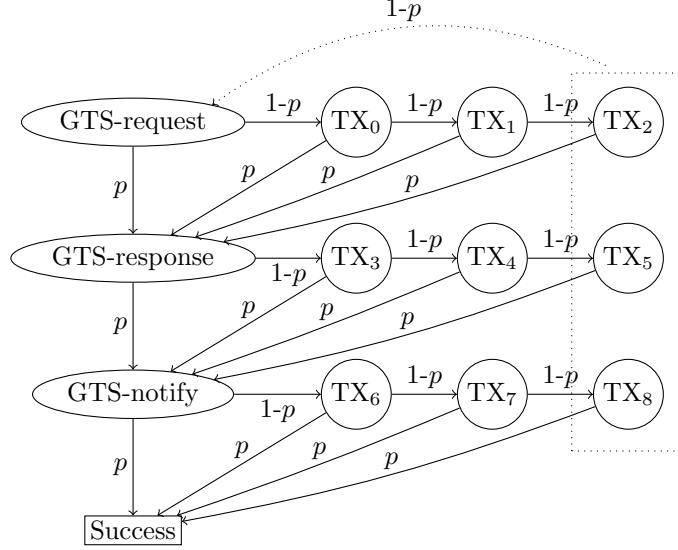 1-p
GTS-request 1-p TX₀ 1-p TX₁ 1-p TX₂
p p p p
GTS-response 1-p TX₃ 1-p TX₄ 1-p TX₅
p p p p
GTS-notify 1-p TX₆ 1-p TX₇ 1-p TX₈
p p p p
Success